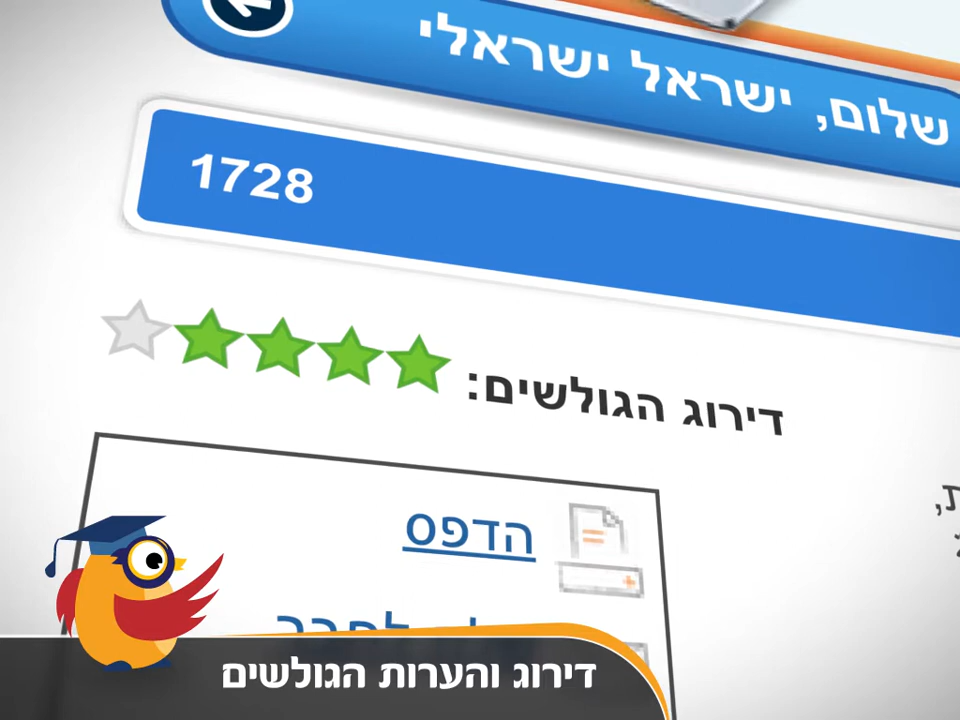 שלום, ישראל ישראלי
1728
דירוג הגולשים:
ת,
הדפס
דירוג והערות הגולשים